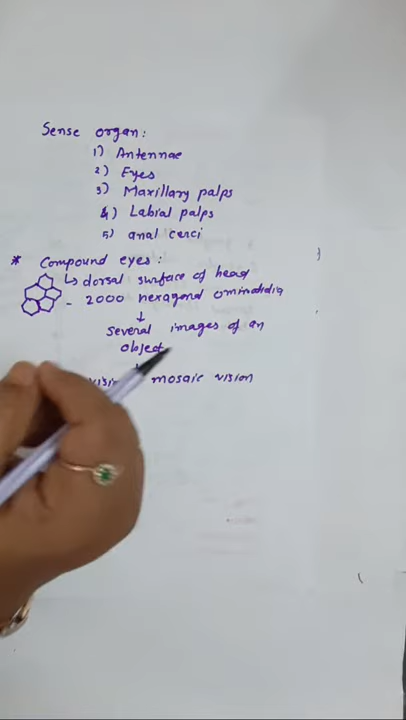 Sense organ:
1) Antennae
2) Eyes
3) Maxillary palps
4) Labial palps
5) anal cerci
* Compound eyes:
↳ dorsal surface of head
- 2000 hexagonal
↓
Several images of an
object
mosaic vision